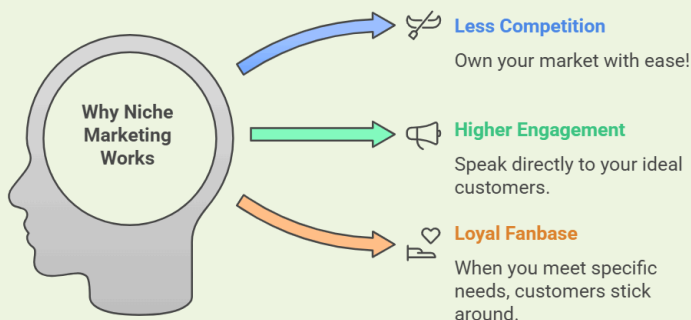 Why Niche
Marketing
Works
Less Competition
Own your market with ease!
Higher Engagement
Speak directly to your ideal
customers.
Loyal Fanbase
When you meet specific
needs, customers stick
around.